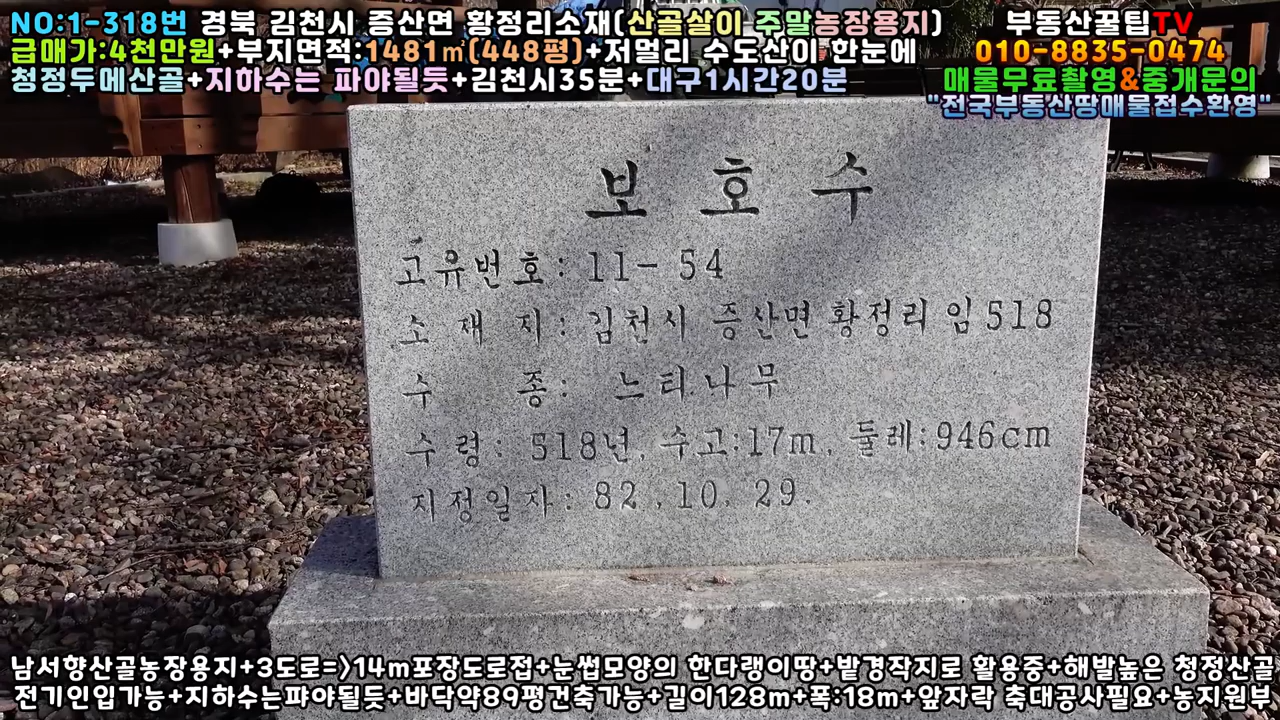 NO:1-318번 경북 김천시 증산면 황정리소재(산골살이 주말농장용지)
급매가:4천만원+부지면적:1481㎡(448평)+저멀리 수도산이 한눈에
청정두메산골+지하수는 파야될듯+김천시35분+대구1시간20분
부동산꿀팁TV
010-8835-0474
매물무료촬영&중개문의
"전국부동산땅매물접수환영"
보호수
고유번호: 11- 54
소재지: 김천시 증산면 황정리 임518
수종: 느티나무
수령: 518년, 수고:17m, 둘레:946cm
지정일자: 82.10.29.
남서향산골농장용지+3도로=>14m포장도로접+눈썹모양의 한다랭이땅+밭경작지로 활용중+해발높은 청정산골
전기인입가능+지하수는파야될듯+바닥약89평건축가능+길이128m+폭:18m+앞자락 축대공사필요+농지원부